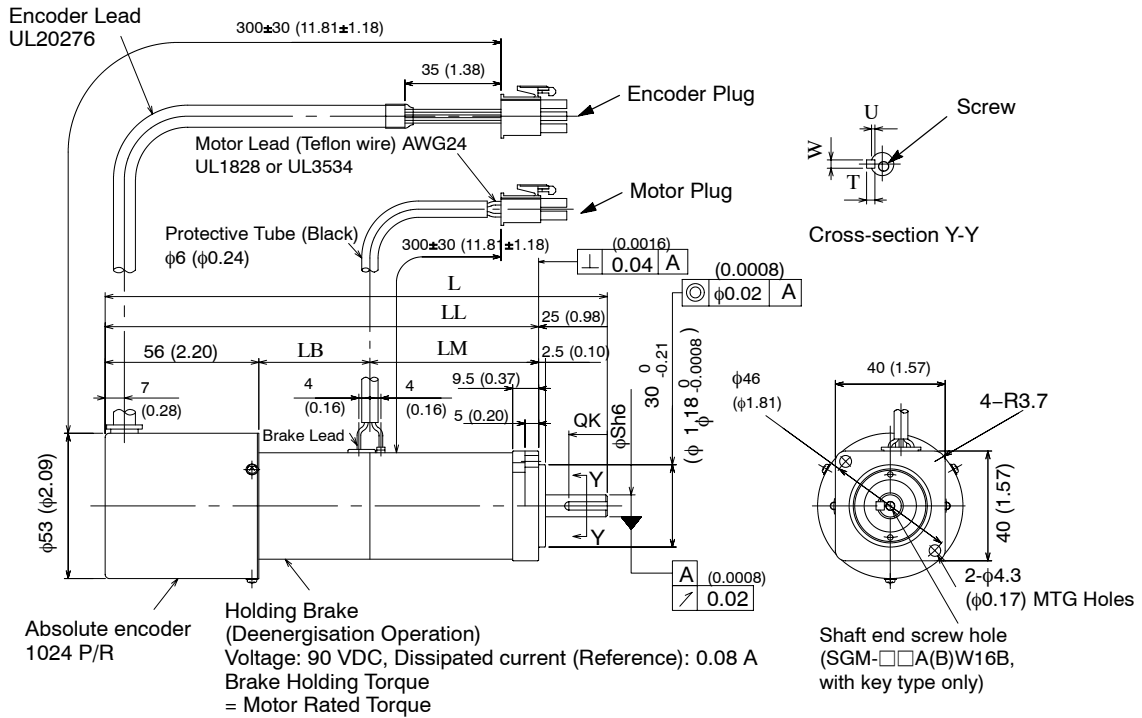 Encoder Lead
UL20276
300±30 (11.81±1.18)
35 (1.38)
Encoder Plug
Motor Lead (Teflon wire) AWG24
UL1828 or UL3534
Motor Plug
Protective Tube (Black)
φ6 (φ0.24)
300±30 (11.81±1.18)
U
Screw
W
T
Cross-section Y-Y
(0.0016)
⊥ 0.04 A
(0.0008)
◎ φ0.02 A
L
LL
25 (0.98)
56 (2.20)
LB
LM
2.5 (0.10)
7
(0.28)
4
(0.16)
4
(0.16)
9.5 (0.37)
5 (0.20)
Brake Lead
QK
φSh6
30 0 -0.21
(φ 1.18 0 -0.0008)
φ
φ53 (φ2.09)
Y
Y
A
(0.0008)
↗ 0.02
φ46
(φ1.81)
40 (1.57)
4-R3.7
40 (1.57)
2-φ4.3
(φ0.17) MTG Holes
Shaft end screw hole
(SGM-□□A(B)W16B,
with key type only)
Absolute encoder
1024 P/R
Holding Brake
(Deenergisation Operation)
Voltage: 90 VDC, Dissipated current (Reference): 0.08 A
Brake Holding Torque
= Motor Rated Torque